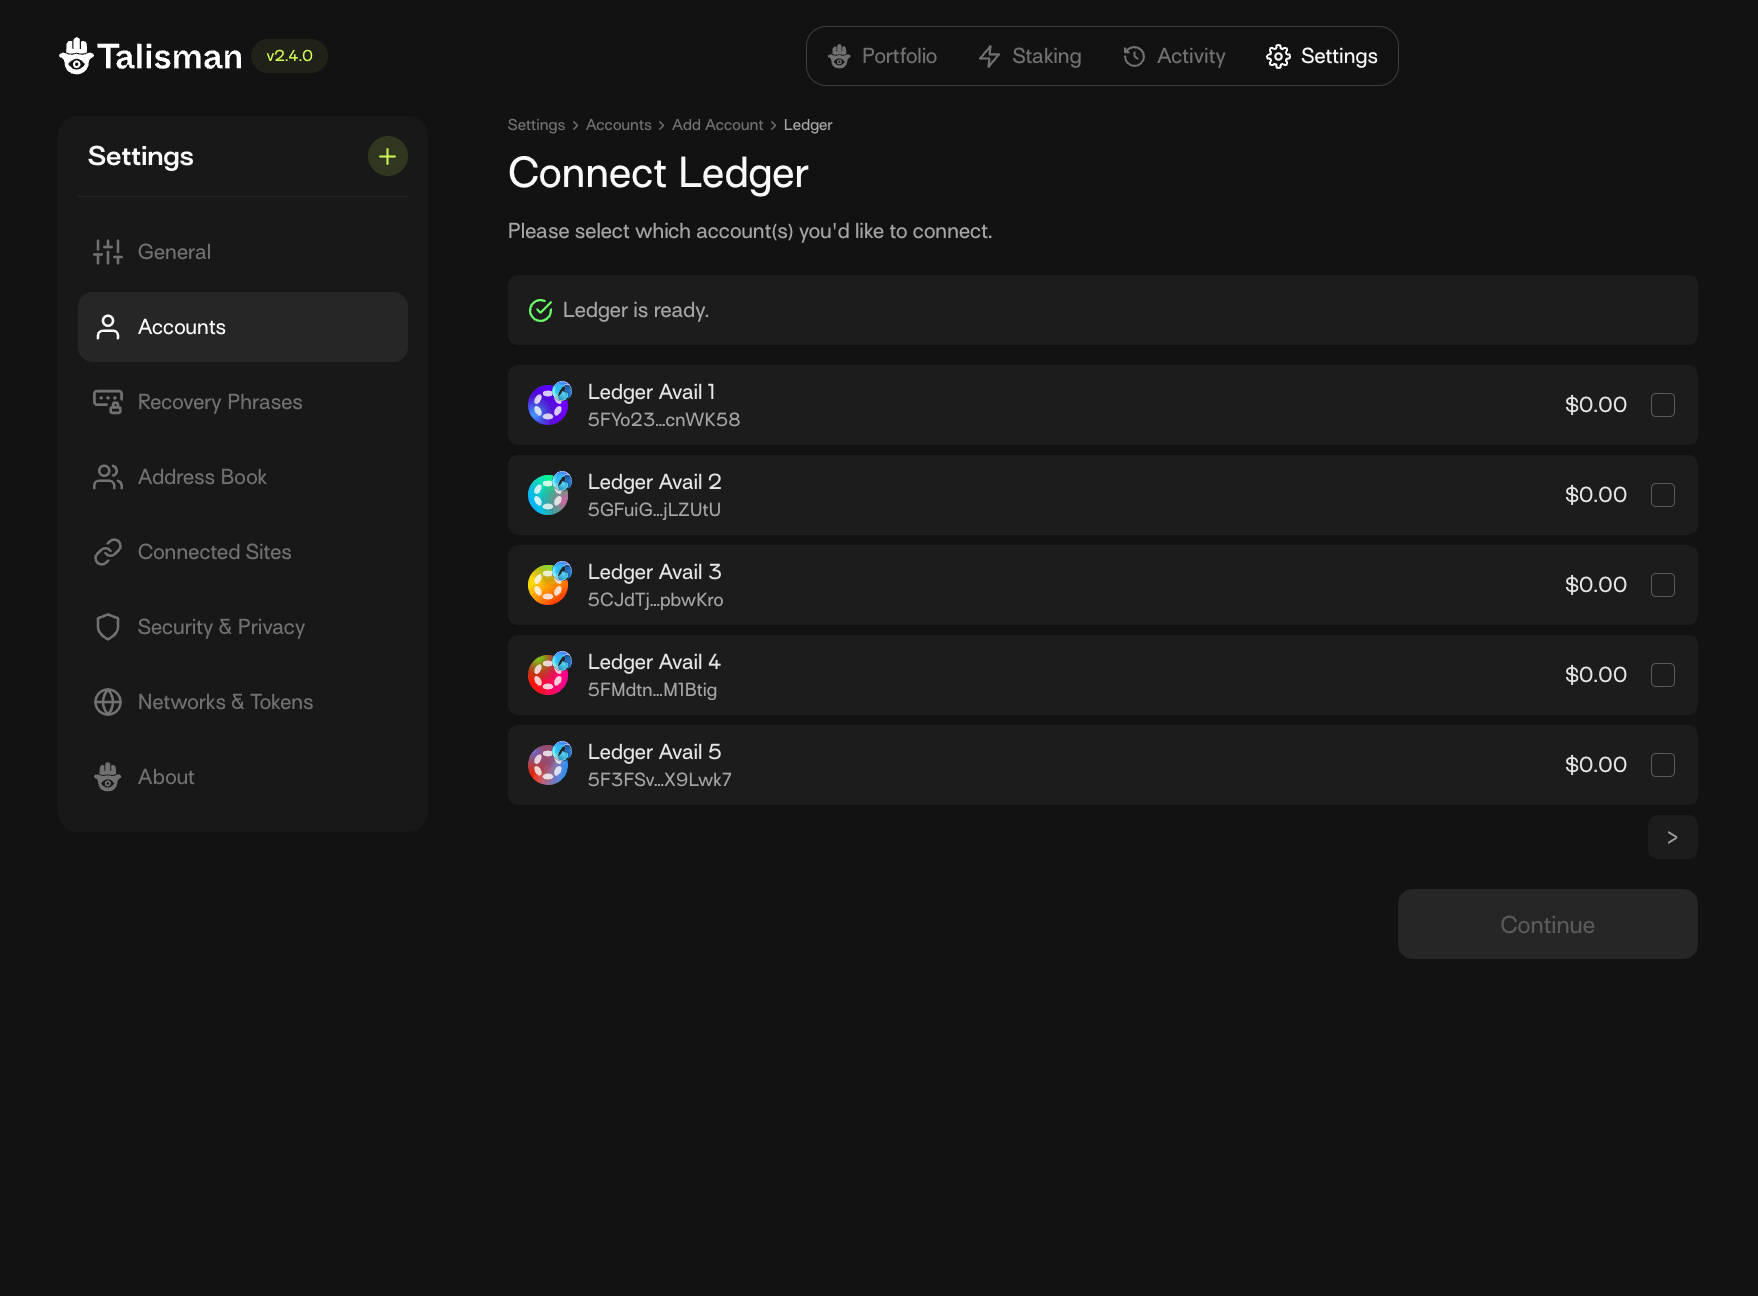 Talisman v2.4.0
Portfolio Staking Activity Settings
Settings
General
Accounts
Recovery Phrases
Address Book
Connected Sites
Security & Privacy
Networks & Tokens
About
Settings > Accounts > Add Account > Ledger
Connect Ledger
Please select which account(s) you'd like to connect.
Ledger is ready.
Ledger Avail 1
5FYo23...cnWK58
$0.00
Ledger Avail 2
5GFuiG...jLZUtU
$0.00
Ledger Avail 3
5CJdTj...pbwKro
$0.00
Ledger Avail 4
5FMdtn...M1Btig
$0.00
Ledger Avail 5
5F3FSv...X9Lwk7
$0.00
>
Continue